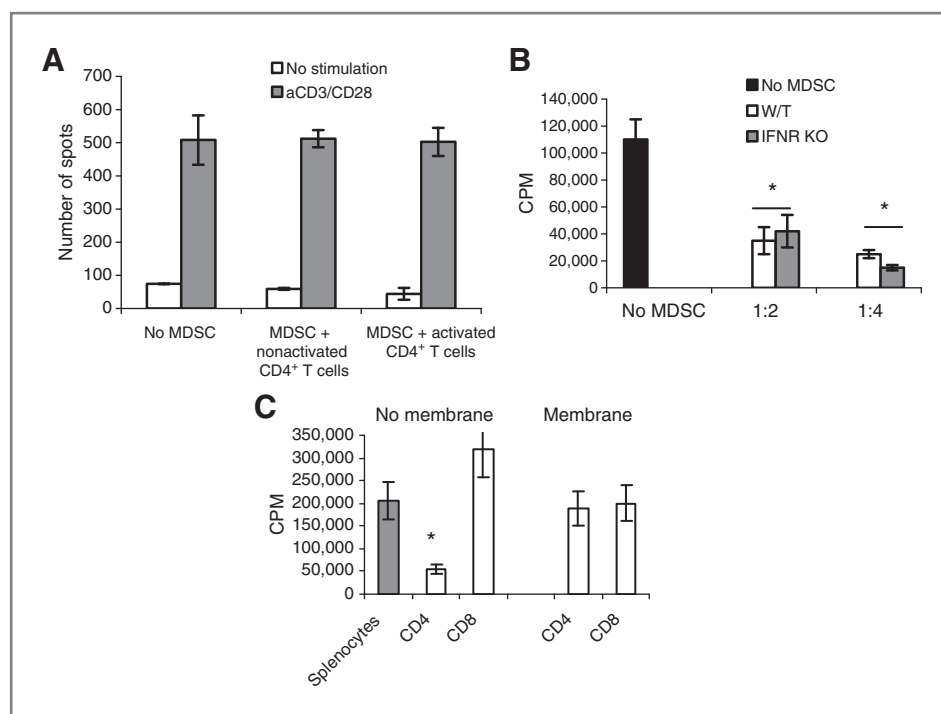 A
No stimulation
aCD3/CD28
Number of spots
700
600
500
400
300
200
100
0
No MDSC
MDSC +
nonactivated
CD4+ T cells
MDSC + activated
CD4+ T cells
B
No MDSC
W/T
IFNR KO
CPM
140,000
120,000
100,000
80,000
60,000
40,000
20,000
0
*
*
No MDSC
1:2
1:4
C
No membrane
Membrane
CPM
350,000
300,000
250,000
200,000
150,000
100,000
50,000
0
*
Splenocytes
CD4
CD8
CD4
CD8